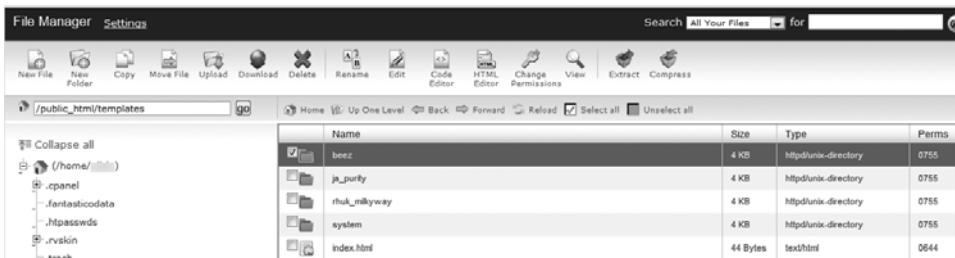 File Manager Settings Search All Your Files for
New File New Folder Copy Move File Upload Download Delete Rename Edit Code Editor HTML Editor Change Permissions View Extract Compress
/public_html/templates go Home Up One Level Back Forward Reload Select all Unselect all
Name Size Type Perms
Collapse all
beez 4 KB httpd/unix-directory 0755
(/home/ )
ja_purity 4 KB httpd/unix-directory 0755
.cpanel
rhuk_milkyway 4 KB httpd/unix-directory 0755
.fantasticodata
system 4 KB httpd/unix-directory 0755
.htpasswds
.rvskin
index.html 44 Bytes text/html 0644